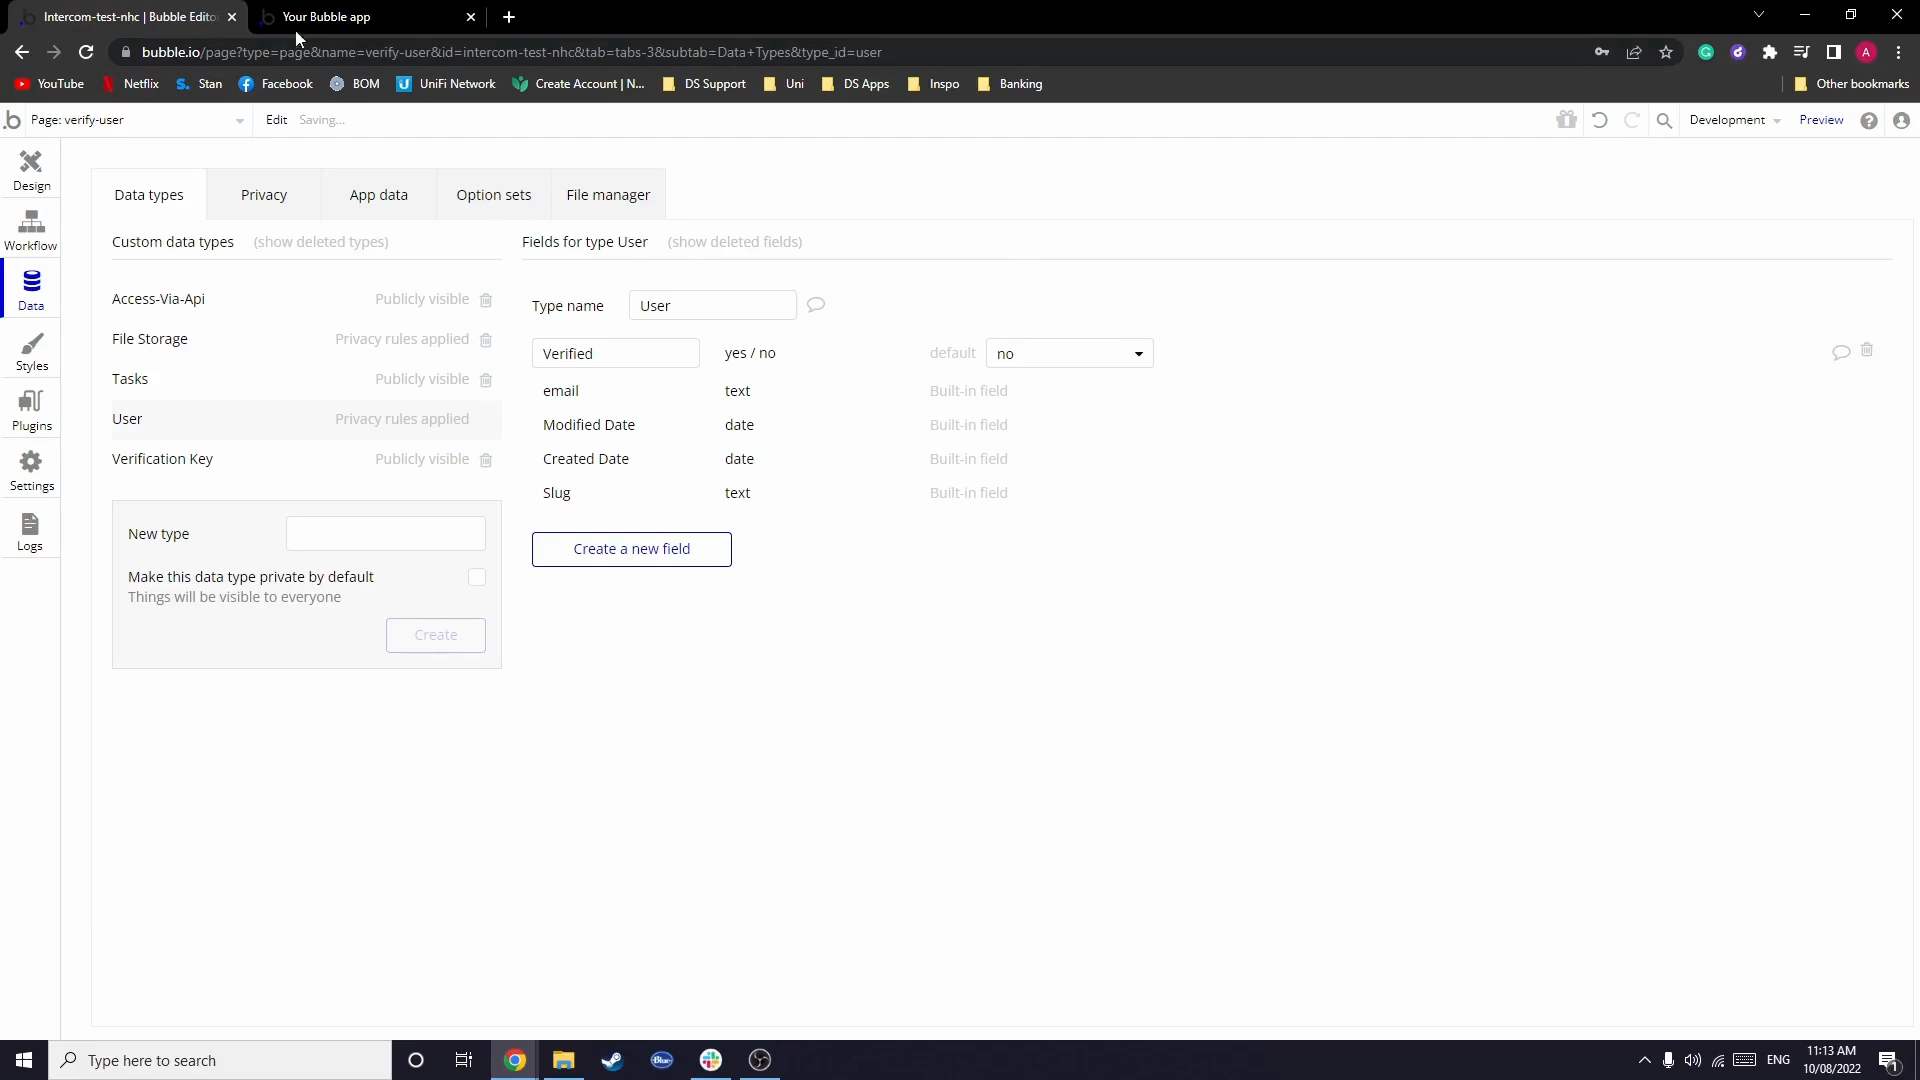 Intercom-test-nhc | Bubble Edito
Your Bubble app
bubble.io/page?type=page&name=verify-user&id=intercom-test-nhc&tab=tabs-3&subtab=Data+Types&type_id=user
A
YouTube
Netflix
S. Stan
Facebook
BOM
UniFi Network
Create Account | N...
DS Support
Uni
DS Apps
Inspo
Banking
Other bookmarks
.b
Page: verify-user
Edit
Saving...
Development
Preview
Design
Workflow
Data
Styles
Plugins
Settings
Logs
Data types
Privacy
App data
Option sets
File manager
Custom data types
(show deleted types)
Access-Via-Api
Publicly visible
File Storage
Privacy rules applied
Tasks
Publicly visible
User
Privacy rules applied
Verification Key
Publicly visible
New type
Make this data type private by default
Things will be visible to everyone
Create
Fields for type User
(show deleted fields)
Type name
User
Verified
yes / no
default
no
email
text
Built-in field
Modified Date
date
Built-in field
Created Date
date
Built-in field
Slug
text
Built-in field
Create a new field
Type here to search
Blue
ENG
11:13 AM
10/08/2022
1